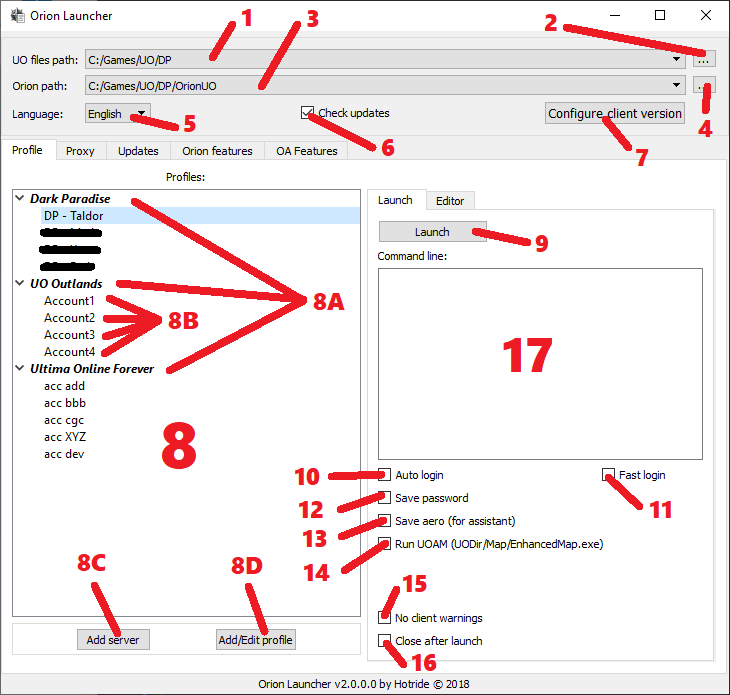 Orion Launcher
1
3
2
UO files path:
C:/Games/UO/DP
...
Orion path:
C:/Games/UO/DP/OrionUO
...
4
Language:
English
5
Check updates
6
Configure client version
7
Profile
Proxy
Updates
Orion features
OA Features
Profiles:
Dark Paradise
DP - Taldor
UO Outlands
Account1
Account2
Account3
Account4
8A
8B
Ultima Online Forever
acc add
acc bbb
acc cgc
acc XYZ
acc dev
8
8C
8D
Add server
Add/Edit profile
Launch
Editor
Launch
9
Command line:
17
10
Auto login
Fast login
11
12
Save password
13
Save aero (for assistant)
14
Run UOAM (UODir/Map/EnhancedMap.exe)
15
No client warnings
Close after launch
16
Orion Launcher v2.0.0.0 by Hotride © 2018